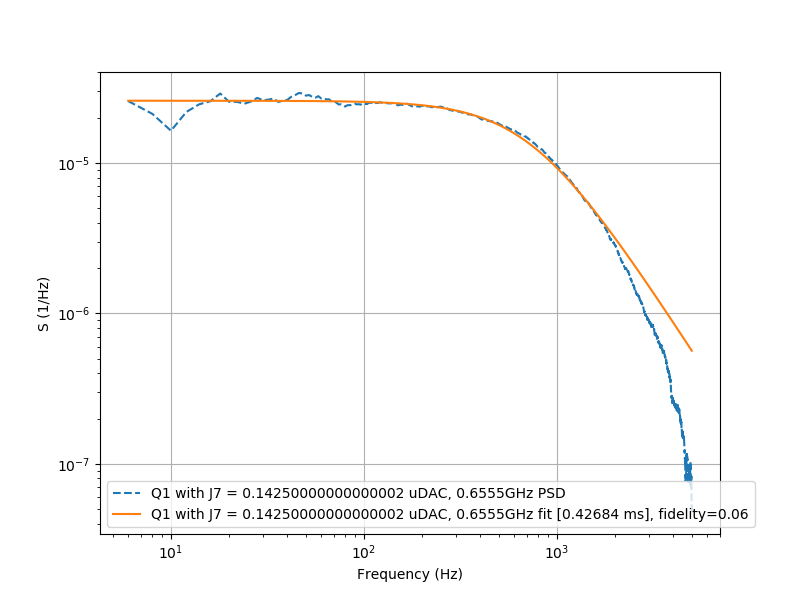 10⁻⁵
10⁻⁶
10⁻⁷
S (1/Hz)
Q1 with J7 = 0.14250000000000002 uDAC, 0.6555GHz PSD
Q1 with J7 = 0.14250000000000002 uDAC, 0.6555GHz fit [0.42684 ms], fidelity=0.06
10¹ 10² 10³
Frequency (Hz)